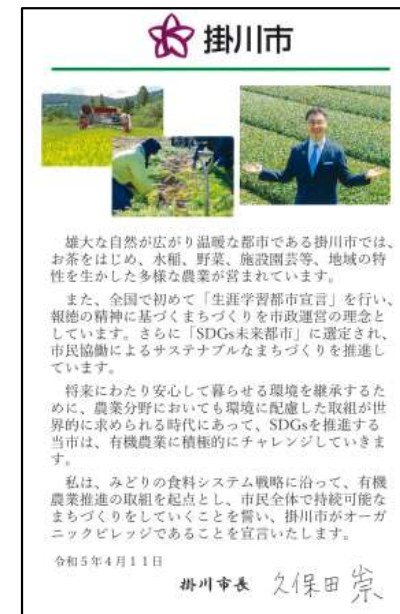 掛川市
雄大な自然が広がり温暖な都市である掛川市では、
お茶をはじめ、水稲、野菜、施設園芸等、地域の特
性を生かした多様な農業が営まれています。
また、全国で初めて「生涯学習都市宣言」を行い、
報徳の精神に基づくまちづくりを市政運営の理念と
しています。さらに「SDGs未来都市」に選定され、
市民協働によるサステナブルなまちづくりを推進し
ています。
将来にわたり安心して暮らせる環境を継承するた
めに、農業分野においても環境に配慮した取組が世
界的に求められる時代にあって、SDGsを推進する
当市は、有機農業に積極的にチャレンジしていきま
す。
私は、みどりの食料システム戦略に沿って、有機
農業推進の取組を起点とし、市民全体で持続可能な
まちづくりをしていくことを誓い、掛川市がオーガ
ニックビレッジであることを宣言いたします。
令和5年4月11日
掛川市長 久保田崇